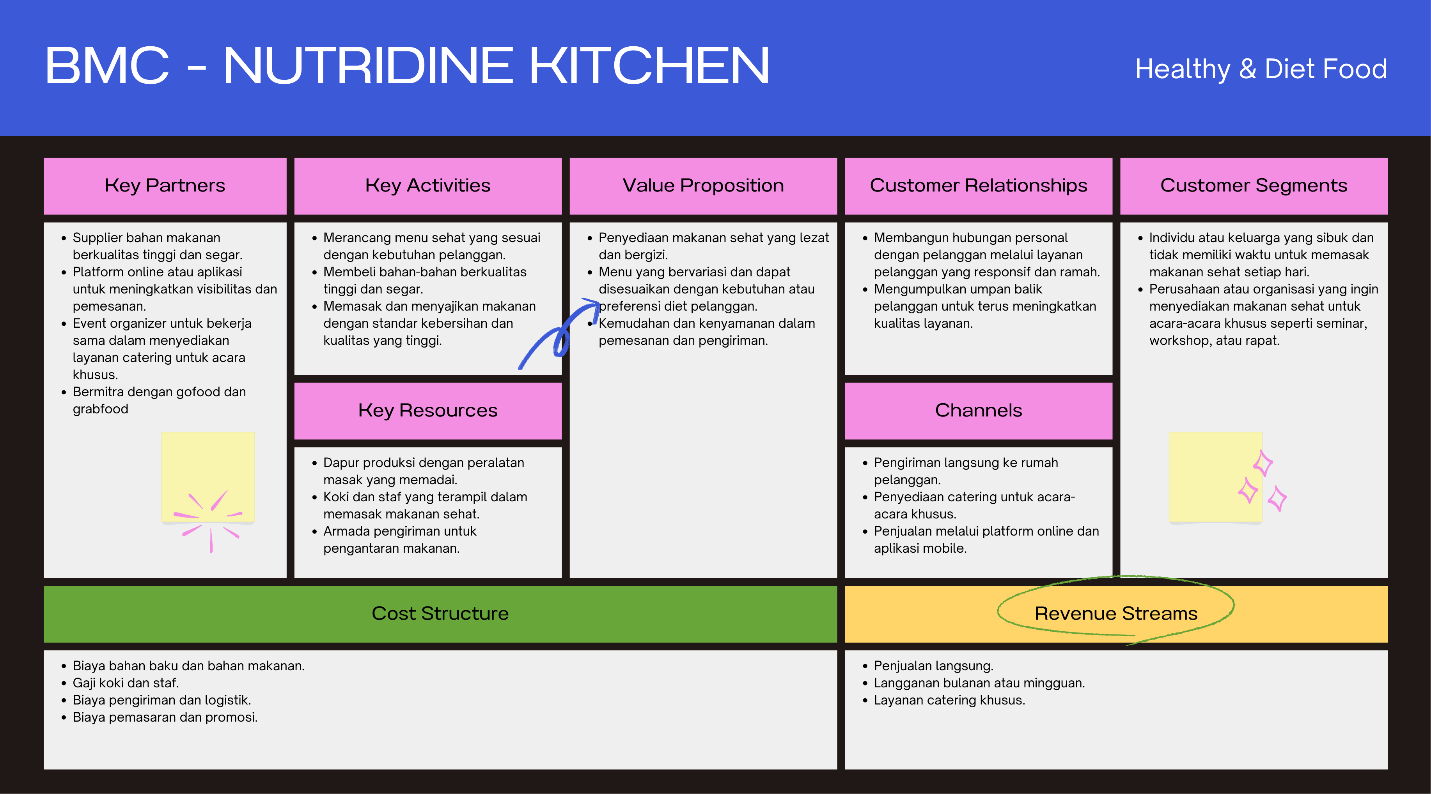 BMC - NUTRIDINE KITCHEN
Healthy & Diet Food
Key Partners
• Supplier bahan makanan
berkualitas tinggi dan segar.
• Platform online atau aplikasi
untuk meningkatkan visibilitas dan
pemesanan.
• Event organizer untuk bekerja
sama dalam menyediakan
layanan catering untuk acara
khusus.
• Bermitra dengan gofood dan
grabfood
Key Activities
• Merancang menu sehat yang sesuai
dengan kebutuhan pelanggan.
• Membeli bahan-bahan berkualitas
tinggi dan segar.
• Memasak dan menyajikan makanan
dengan standar kebersihan dan
kualitas yang tinggi.
Key Resources
• Dapur produksi dengan peralatan
masak yang memadai.
• Koki dan staf yang terampil dalam
memasak makanan sehat.
• Armada pengiriman untuk
pengantaran makanan.
Value Proposition
• Penyediaan makanan sehat yang lezat
dan bergizi.
• Menu yang bervariasi dan dapat
disesuaikan dengan kebutuhan atau
preferensi diet pelanggan.
• Kemudahan dan kenyamanan dalam
pemesanan dan pengiriman.
Customer Relationships
• Membangun hubungan personal
dengan pelanggan melalui layanan
pelanggan yang responsif dan ramah.
• Mengumpulkan umpan balik
pelanggan untuk terus meningkatkan
kualitas layanan.
Channels
• Pengiriman langsung ke rumah
pelanggan.
• Penyediaan catering untuk acara-
acara khusus.
• Penjualan melalui platform online dan
aplikasi mobile.
Customer Segments
• Individu atau keluarga yang sibuk dan
tidak memiliki waktu untuk memasak
makanan sehat setiap hari.
• Perusahaan atau organisasi yang ingin
menyediakan makanan sehat untuk
acara-acara khusus seperti seminar,
workshop, atau rapat.
Cost Structure
• Biaya bahan baku dan bahan makanan.
• Gaji koki dan staf.
• Biaya pengiriman dan logistik.
• Biaya pemasaran dan promosi.
Revenue Streams
• Penjualan langsung.
• Langganan bulanan atau mingguan.
• Layanan catering khusus.